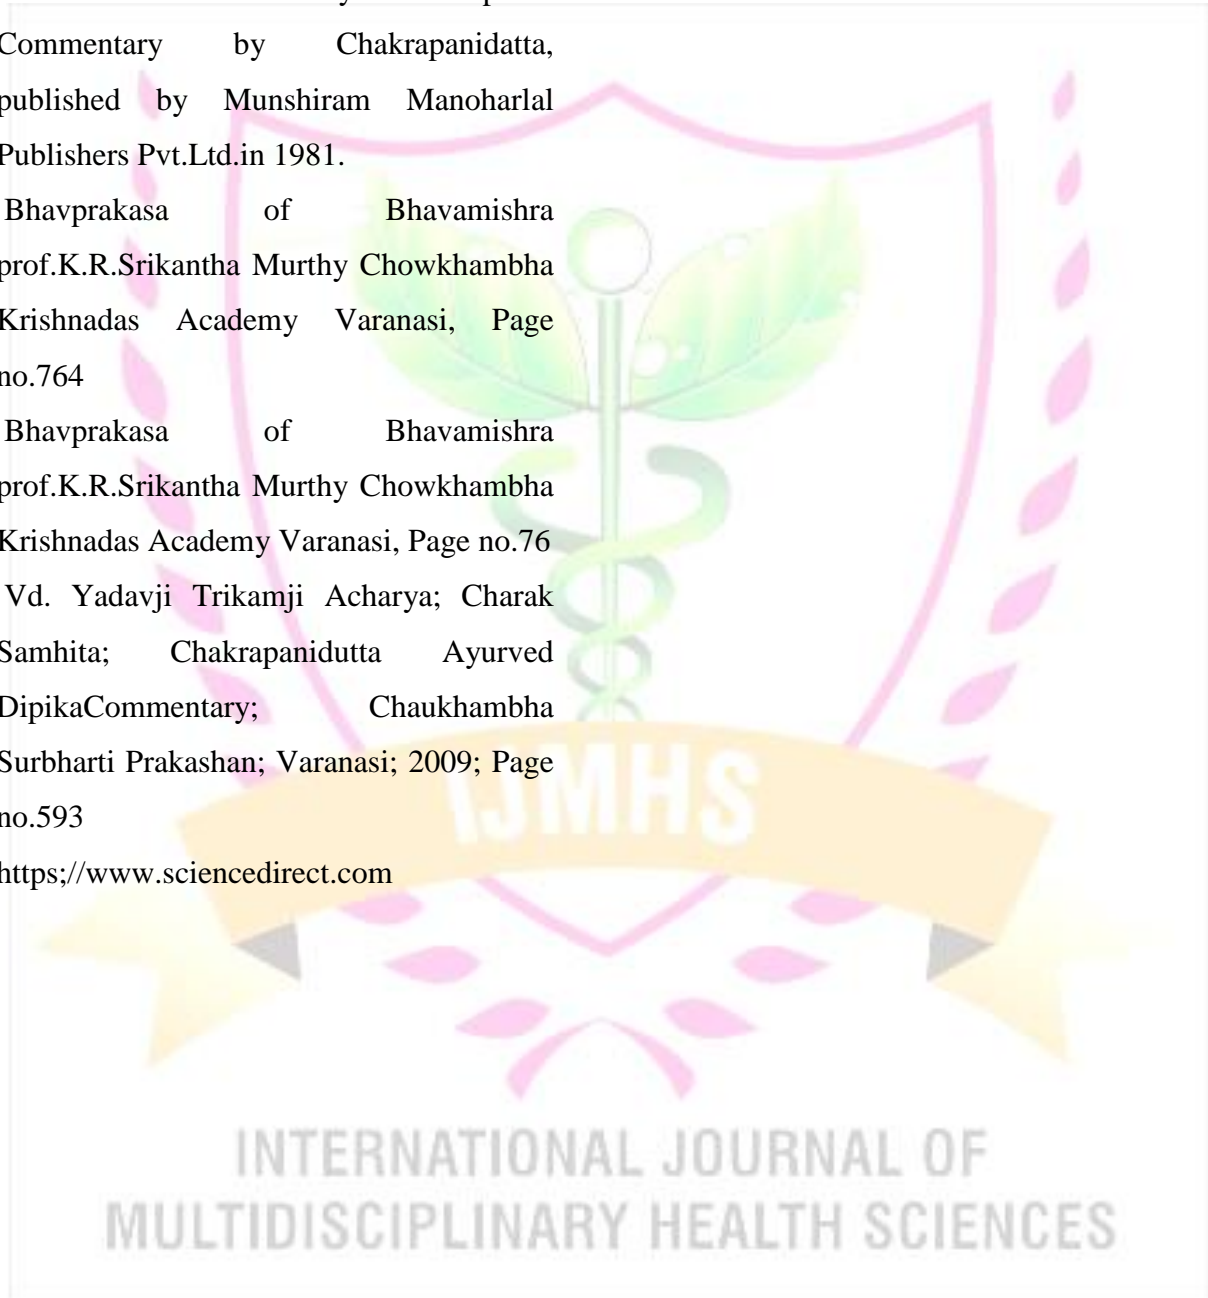 Commentary by Chakrapanidatta,
published by Munshiram Manoharlal
Publishers Pvt.Ltd.in 1981.
Bhavprakasa of Bhavamishra
prof.K.R.Srikantha Murthy Chowkhambha
Krishnadas Academy Varanasi, Page
no.764
Bhavprakasa of Bhavamishra
prof.K.R.Srikantha Murthy Chowkhambha
Krishnadas Academy Varanasi, Page no.76
Vd. Yadavji Trikamji Acharya; Charak
Samhita; Chakrapanidutta Ayurved
DipikaCommentary; Chaukhambha
Surbharti Prakashan; Varanasi; 2009; Page
no.593
https;//www.sciencedirect.com
IJMHS
INTERNATIONAL JOURNAL OF
MULTIDISCIPLINARY HEALTH SCIENCES